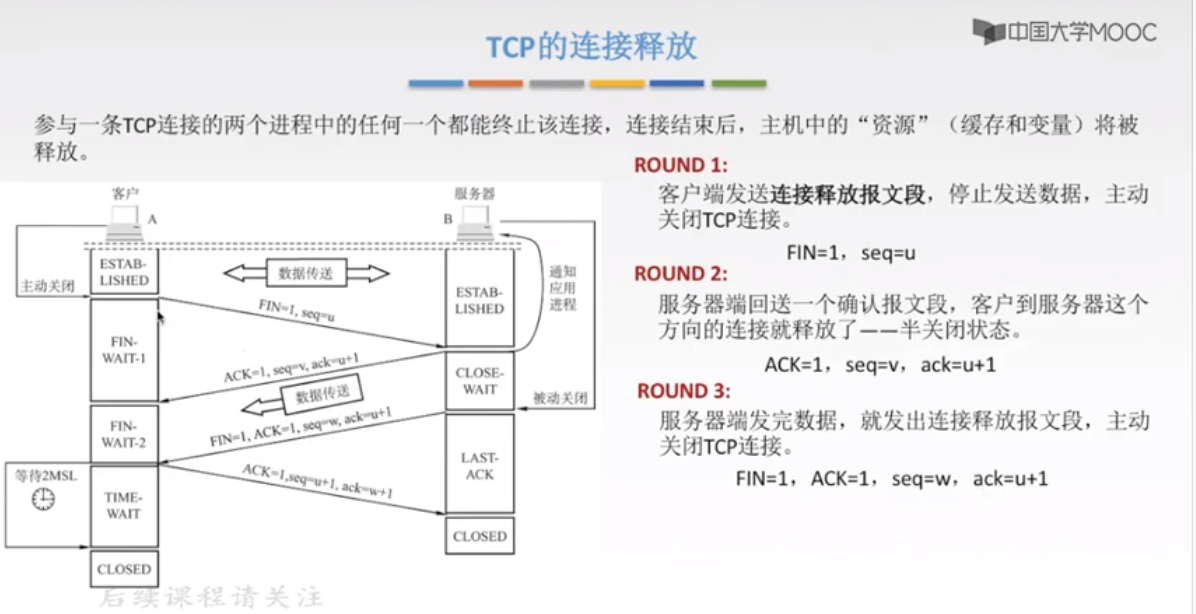 中国大学MOOC
TCP的连接释放
参与一条TCP连接的两个进程中的任何一个都能终止该连接，连接结束后，主机中的“资源”（缓存和变量）将被
释放。
客户
A
服务器
B
ESTAB-
LISHED
数据传送
通知
应用
进程
主动关闭
ESTAB-
LISHED
FIN=1, seq=u
FIN-
WAIT-1
ACK=1, seq=v, ack=u+1
CLOSE-
WAIT
数据传送
被动关闭
FIN-
WAIT-2
FIN=1, ACK=1, seq=w, ack=u+1
等待2MSL
ACK=1,seq=u+1, ack=w+1
LAST-
ACK
TIME-
WAIT
CLOSED
CLOSED
后续课程请关注
ROUND 1:
客户端发送连接释放报文段，停止发送数据，主动
关闭TCP连接。
FIN=1，seq=u
ROUND 2:
服务器端回送一个确认报文段，客户到服务器这个
方向的连接就释放了——半关闭状态。
ACK=1，seq=v，ack=u+1
ROUND 3:
服务器端发完数据，就发出连接释放报文段，主动
关闭TCP连接。
FIN=1，ACK=1，seq=w，ack=u+1